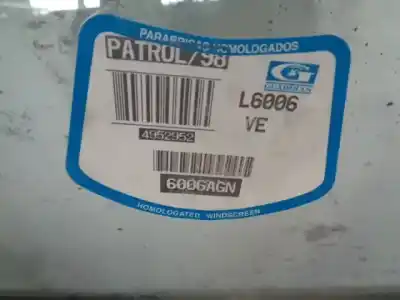 PARABRISAS HOMOLOGADOS
PATROL/98
G
L6006
VE
4952952
6006AGN
HOMOLOGATED WINDSCREEN